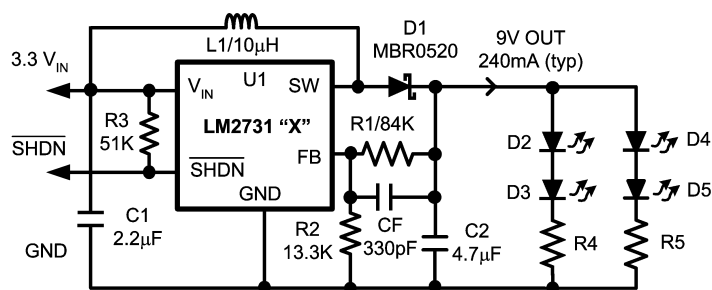 L1/10µH
D1
MBR0520
9V OUT
240mA (typ)
3.3 VIN
VIN
U1
SW
R3
51K
LM2731 “X”
R1/84K
D2
D4
SHDN
SHDN
FB
GND
D3
D5
C1
2.2µF
R2
13.3K
CF
330pF
C2
4.7µF
R4
R5
GND